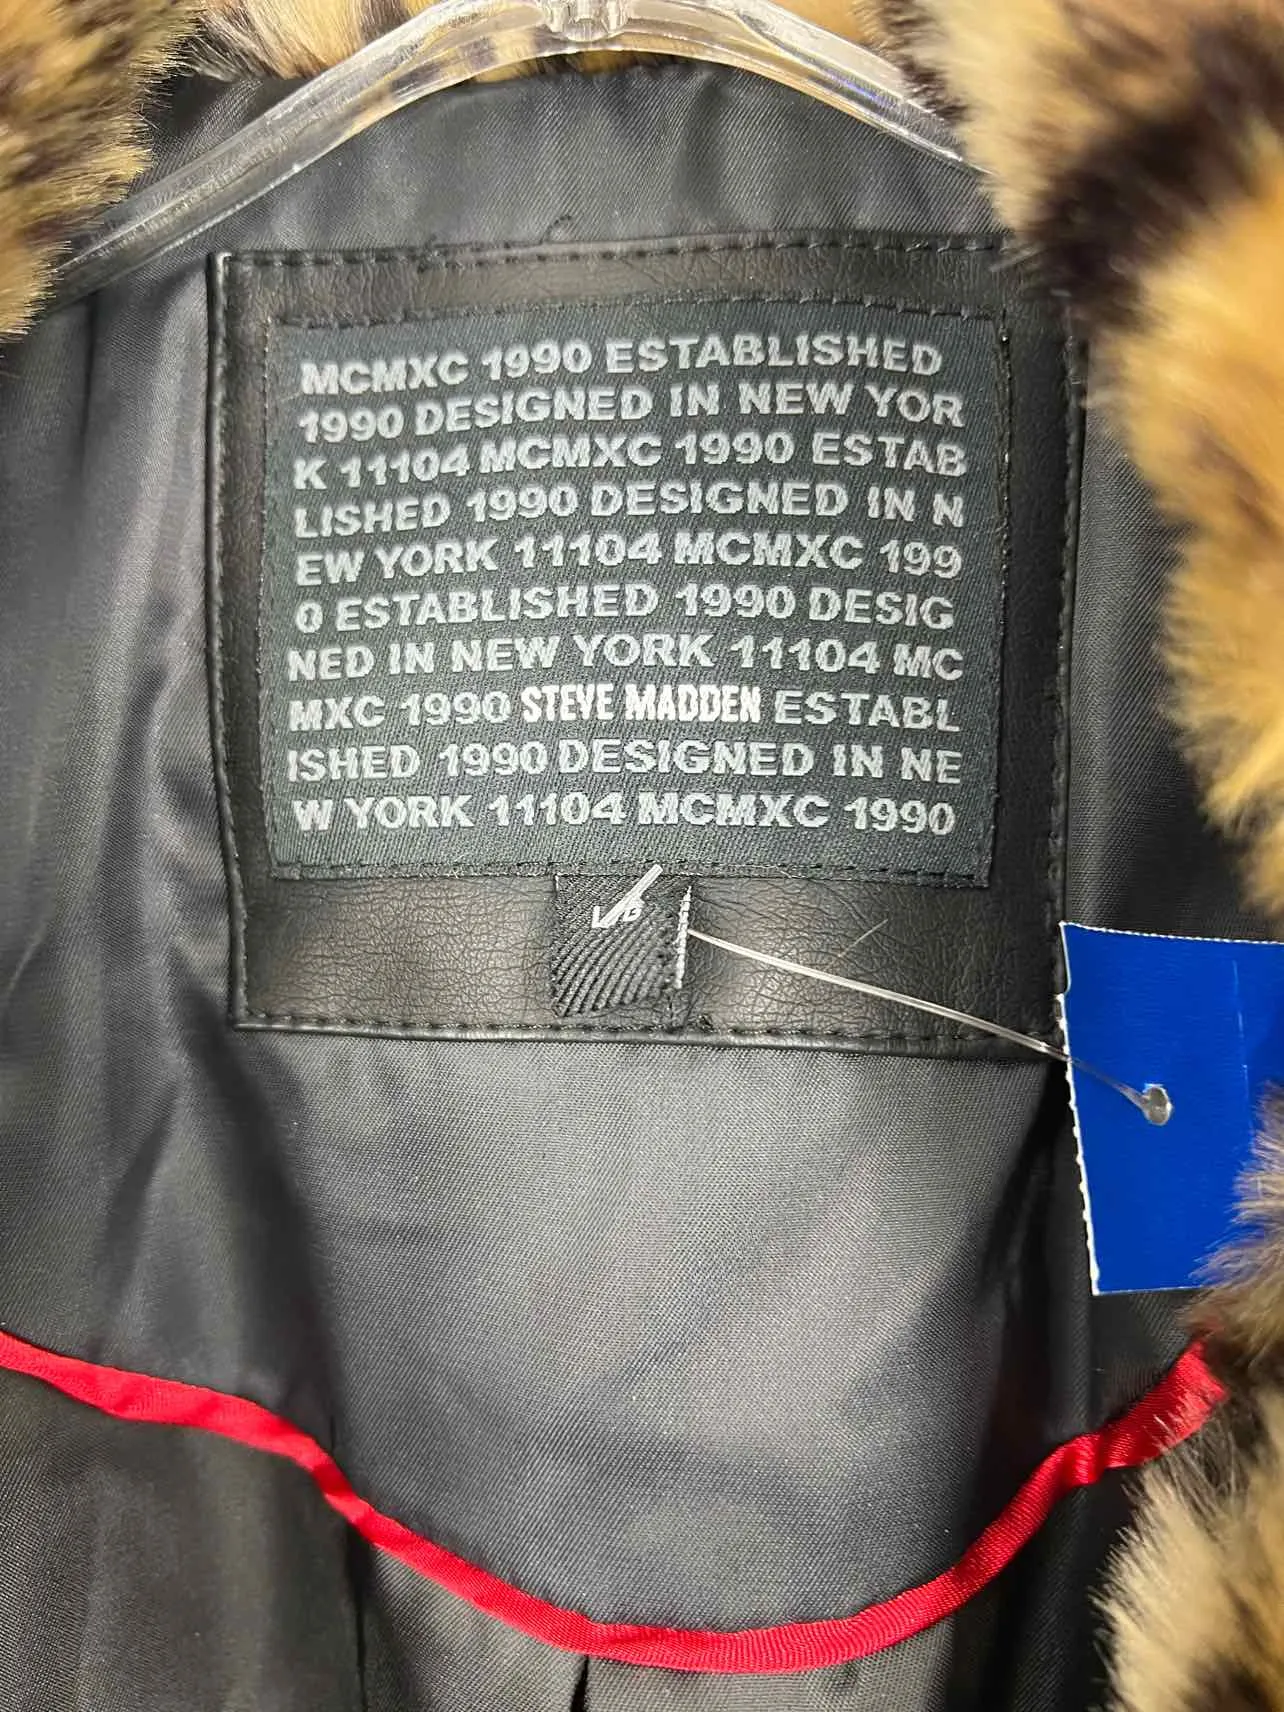 MCMXC 1990 ESTABLISHED
1990 DESIGNED IN NEW YOR
K 11104 MCMXC 1990 ESTAB
LISHED 1990 DESIGNED IN N
EW YORK 11104 MCMXC 199
0 ESTABLISHED 1990 DESIG
NED IN NEW YORK 11104 MC
MXC 1990 STEVE MADDEN ESTABL
ISHED 1990 DESIGNED IN NE
W YORK 11104 MCMXC 1990